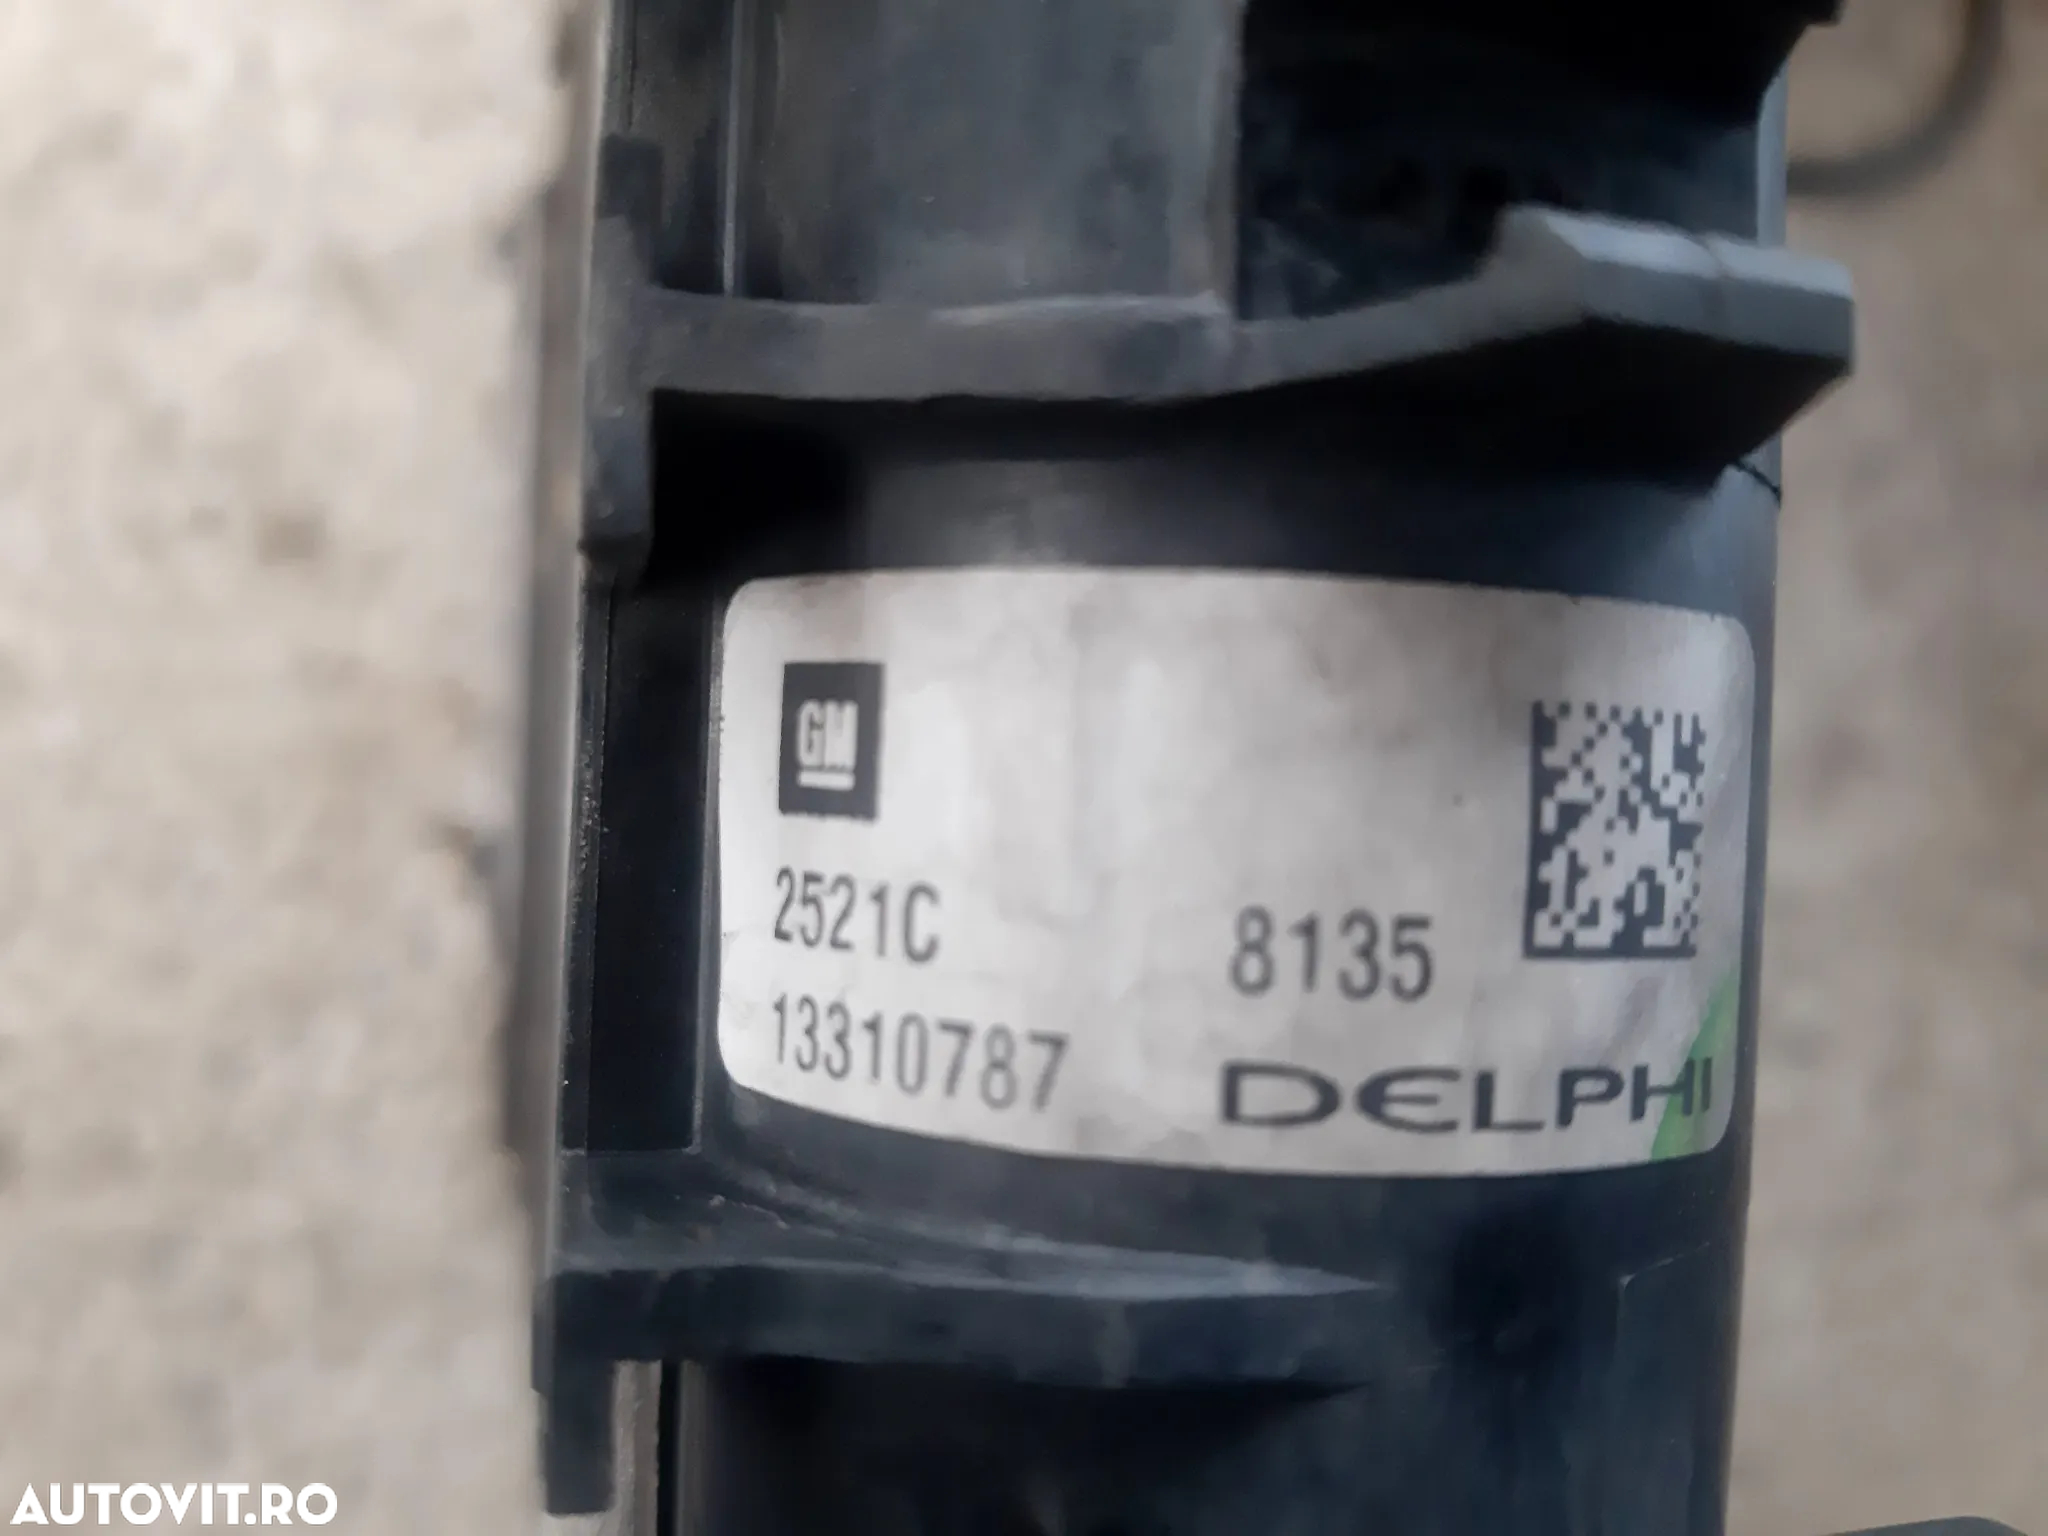 GM
2521C
8135
13310787
DELPHI
AUTOVIT.RO